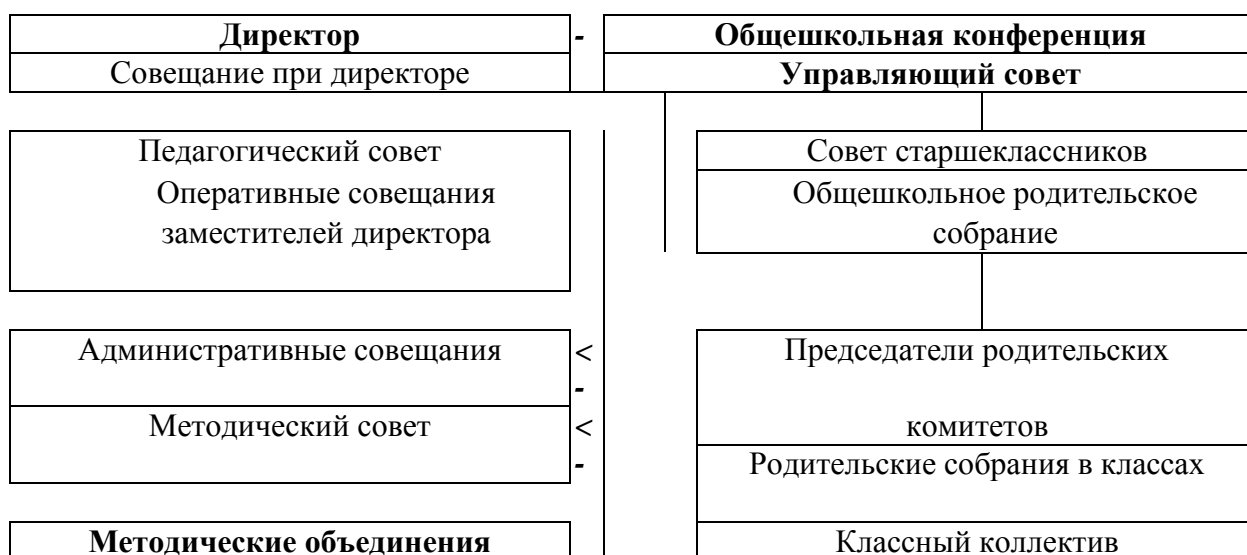 Директор - Общешкольная конференция
Совещание при директоре Управляющий совет
Педагогический совет
Оперативные совещания
заместителей директора
Совет старшеклассников
Общешкольное родительское
собрание
Административные совещания <
-
Методический совет <
-
Председатели родительских
комитетов
Родительские собрания в классах
Методические объединения
Классный коллектив